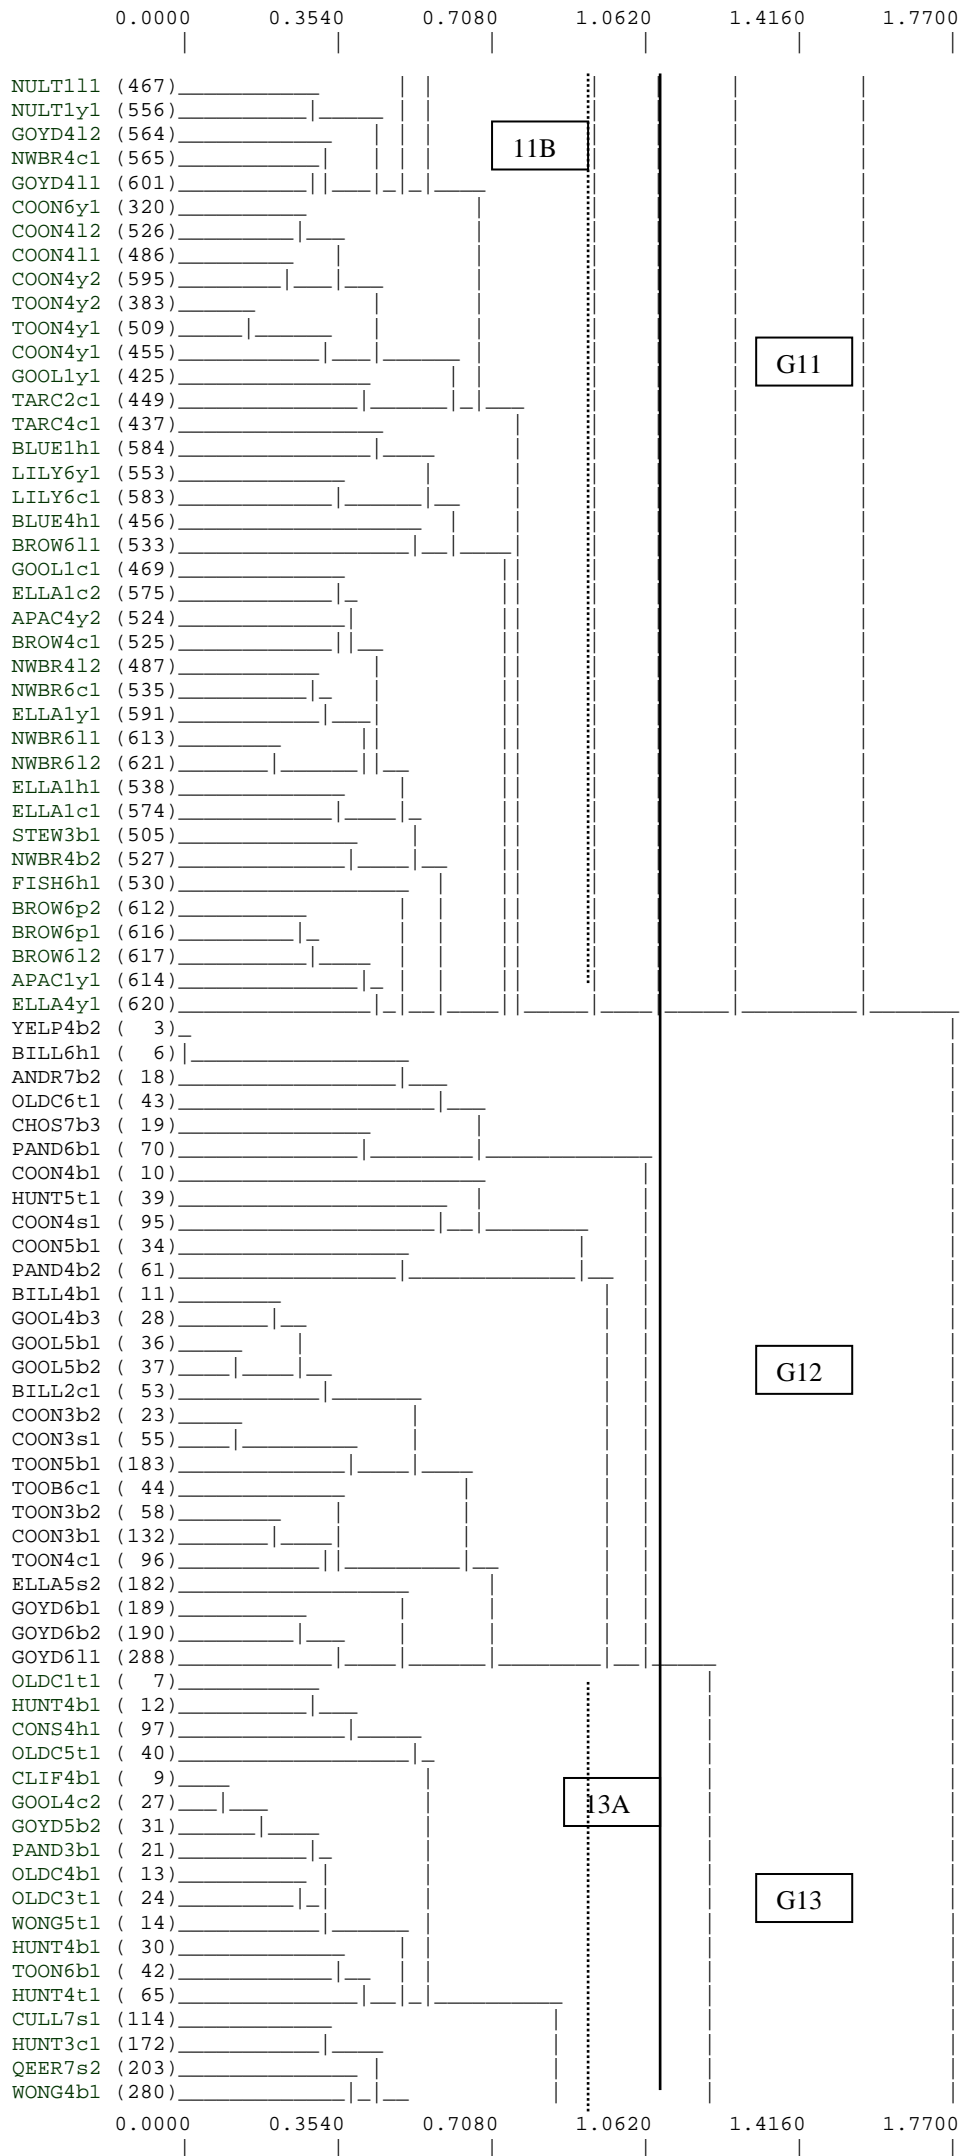 0.0000 0.3540 0.7080 1.0620 1.4160 1.7700
NULT1l1 (467)
NULT1y1 (556)
GOYD4l2 (564)
11B
NWBR4c1 (565)
GOYD4l1 (601)
COON6y1 (320)
COON4l2 (526)
COON4l1 (486)
COON4y2 (595)
TOON4y2 (383)
TOON4y1 (509)
COON4y1 (455)
G11
GOOL1y1 (425)
TARC2c1 (449)
TARC4c1 (437)
BLUE1h1 (584)
LILY6y1 (553)
LILY6c1 (583)
BLUE4h1 (456)
BROW6l1 (533)
GOOL1c1 (469)
ELLA1c2 (575)
APAC4y2 (524)
BROW4c1 (525)
NWBR4l2 (487)
NWBR6c1 (535)
ELLA1y1 (591)
NWBR6l1 (613)
NWBR6l2 (621)
ELLA1h1 (538)
ELLA1c1 (574)
STEW3b1 (505)
NWBR4b2 (527)
FISH6h1 (530)
BROW6p2 (612)
BROW6p1 (616)
BROW6l2 (617)
APAC1y1 (614)
ELLA4y1 (620)
YELP4b2 ( 3)
BILL6h1 ( 6)
ANDR7b2 ( 18)
OLDC6t1 ( 43)
CHOS7b3 ( 19)
PAND6b1 ( 70)
COON4b1 ( 10)
HUNT5t1 ( 39)
COON4s1 ( 95)
COON5b1 ( 34)
PAND4b2 ( 61)
BILL4b1 ( 11)
GOOL4b3 ( 28)
GOOL5b1 ( 36)
GOOL5b2 ( 37)
G12
BILL2c1 ( 53)
COON3b2 ( 23)
COON3s1 ( 55)
TOON5b1 (183)
TOOB6c1 ( 44)
TOON3b2 ( 58)
COON3b1 (132)
TOON4c1 ( 96)
ELLA5s2 (182)
GOYD6b1 (189)
GOYD6b2 (190)
GOYD6l1 (288)
OLDC1t1 ( 7)
HUNT4b1 ( 12)
CONS4h1 ( 97)
OLDC5t1 ( 40)
CLIF4b1 ( 9)
GOOL4c2 ( 27)
13A
GOYD5b2 ( 31)
PAND3b1 ( 21)
OLDC4b1 ( 13)
OLDC3t1 ( 24)
G13
WONG5t1 ( 14)
HUNT4b1 ( 30)
TOON6b1 ( 42)
HUNT4t1 ( 65)
CULL7s1 (114)
HUNT3c1 (172)
QEER7s2 (203)
WONG4b1 (280)
0.0000 0.3540 0.7080 1.0620 1.4160 1.7700